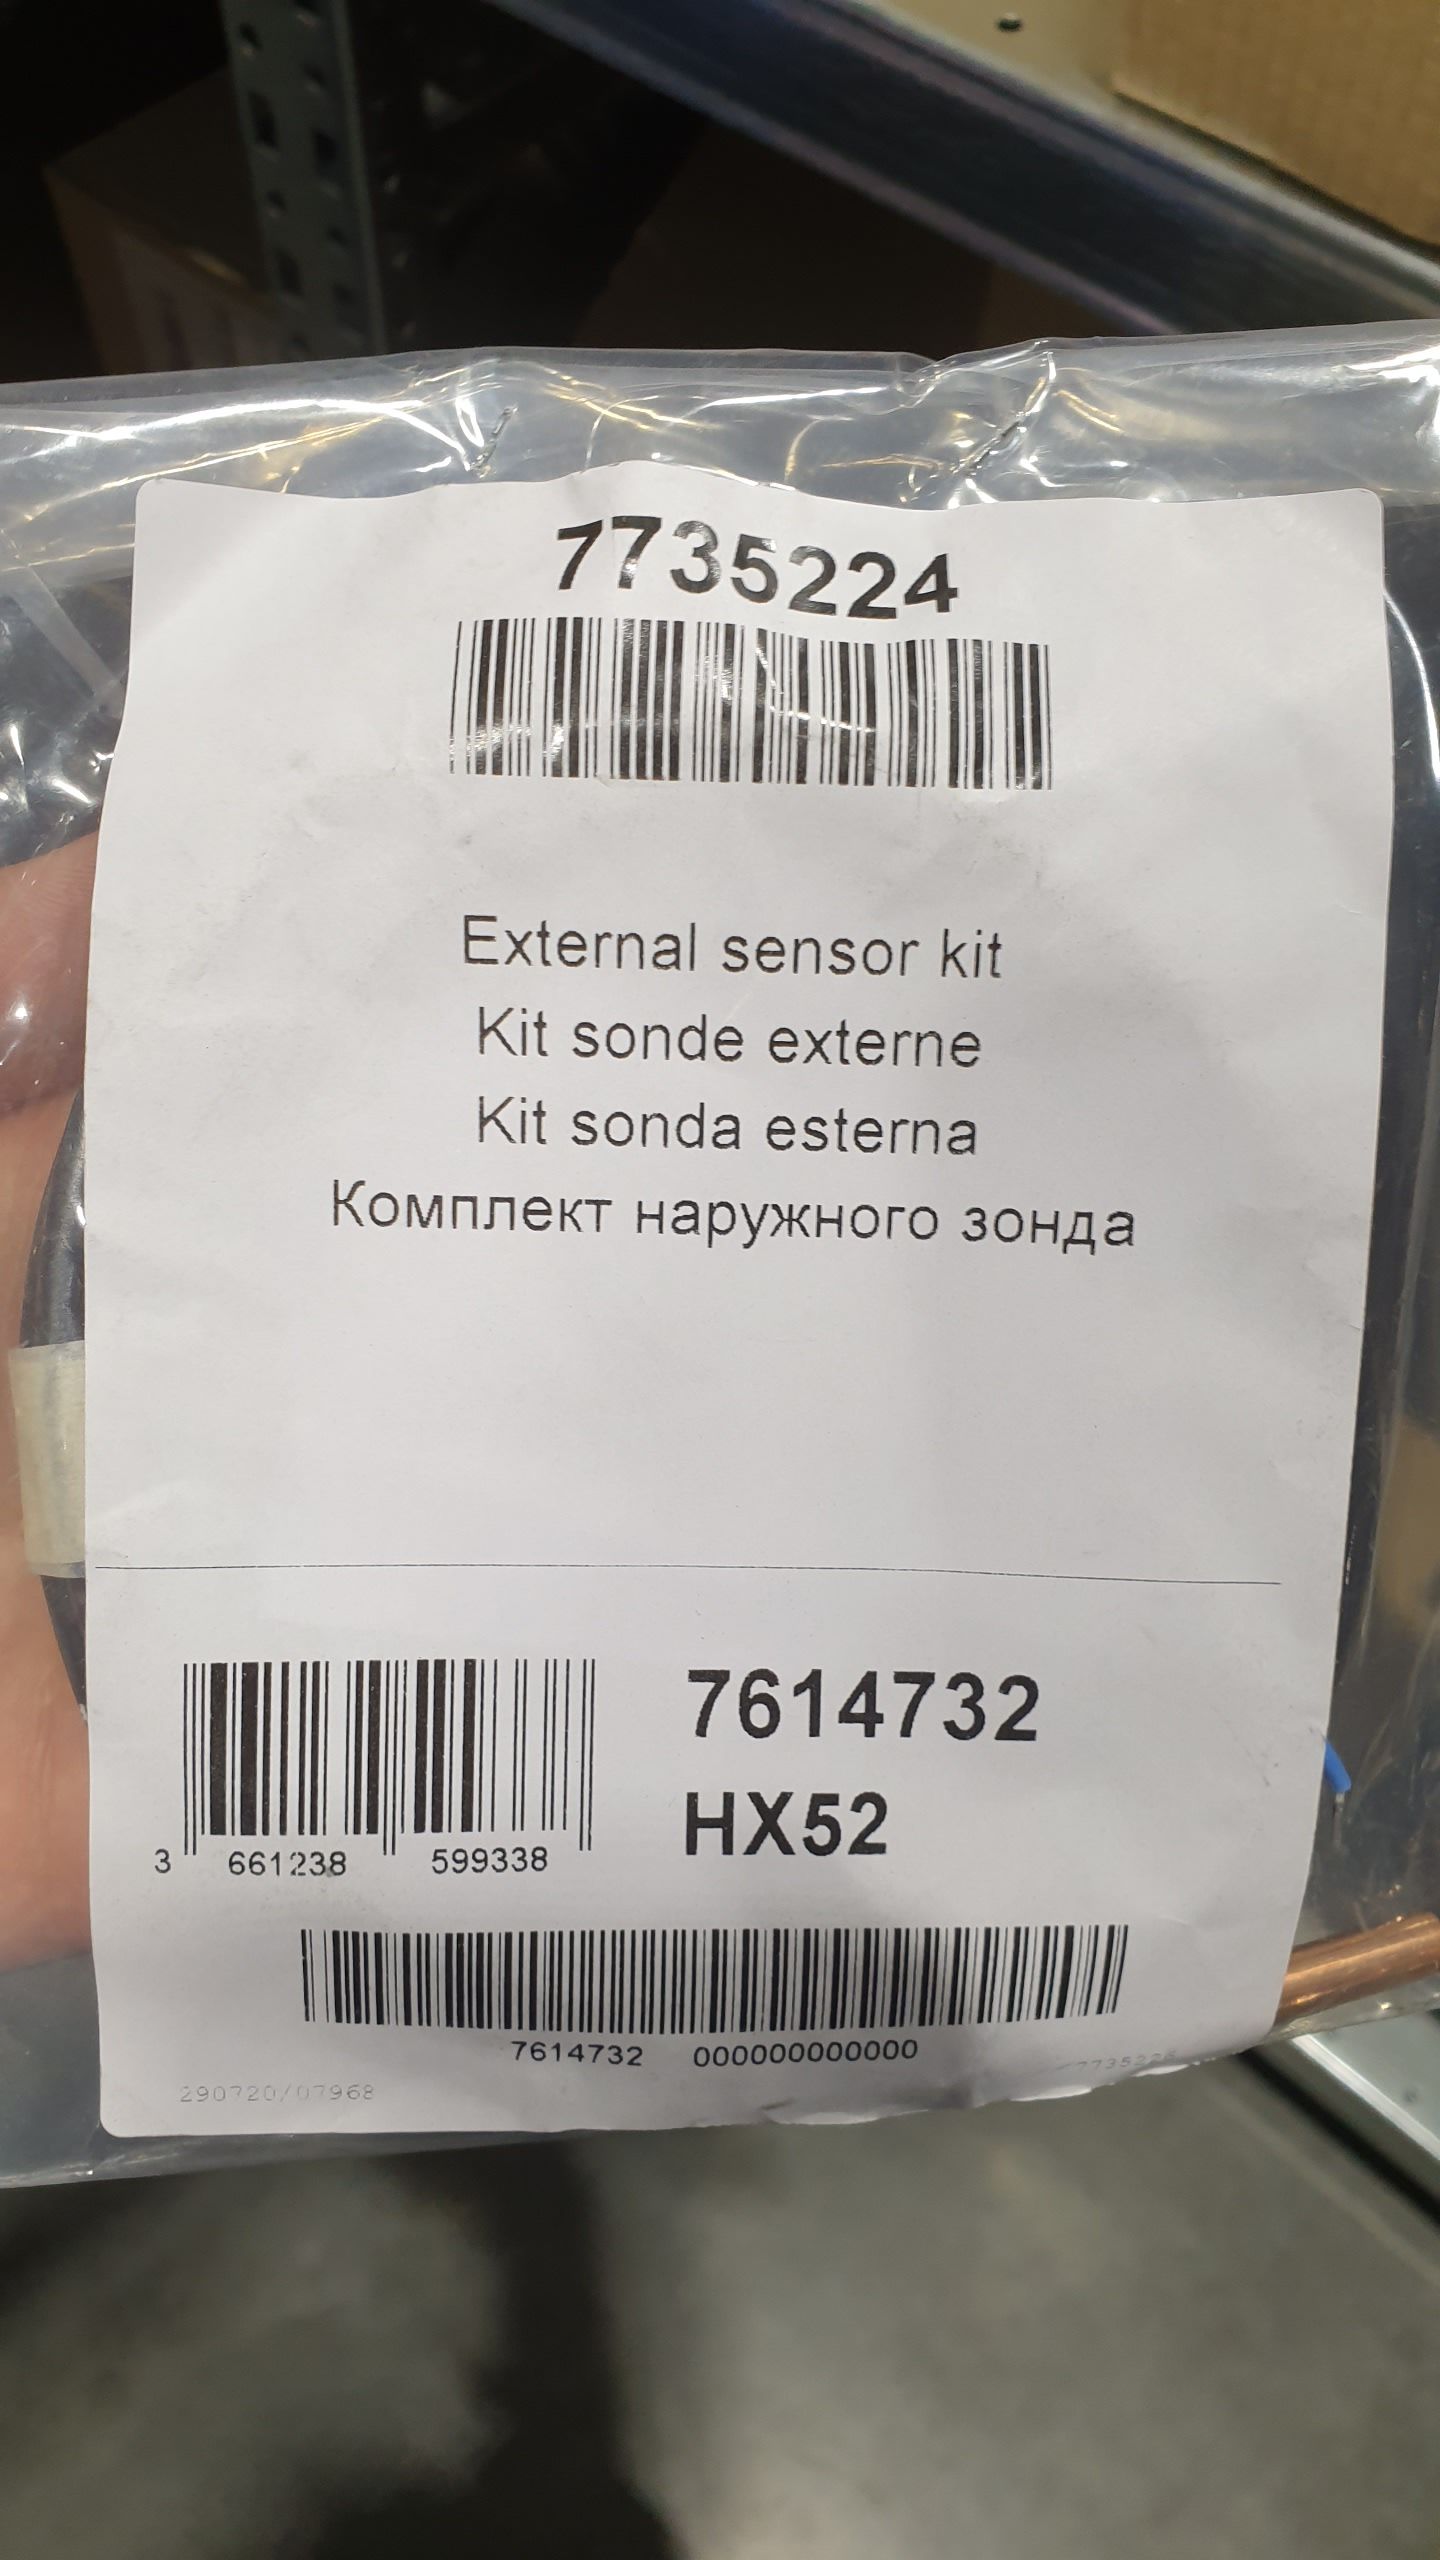 7735224
External sensor kit
Kit sonde externe
Kit sonda esterna
Комплект наружного зонда
7614732
HX52
3 661238 599338
7614732 000000000000
290720/07968